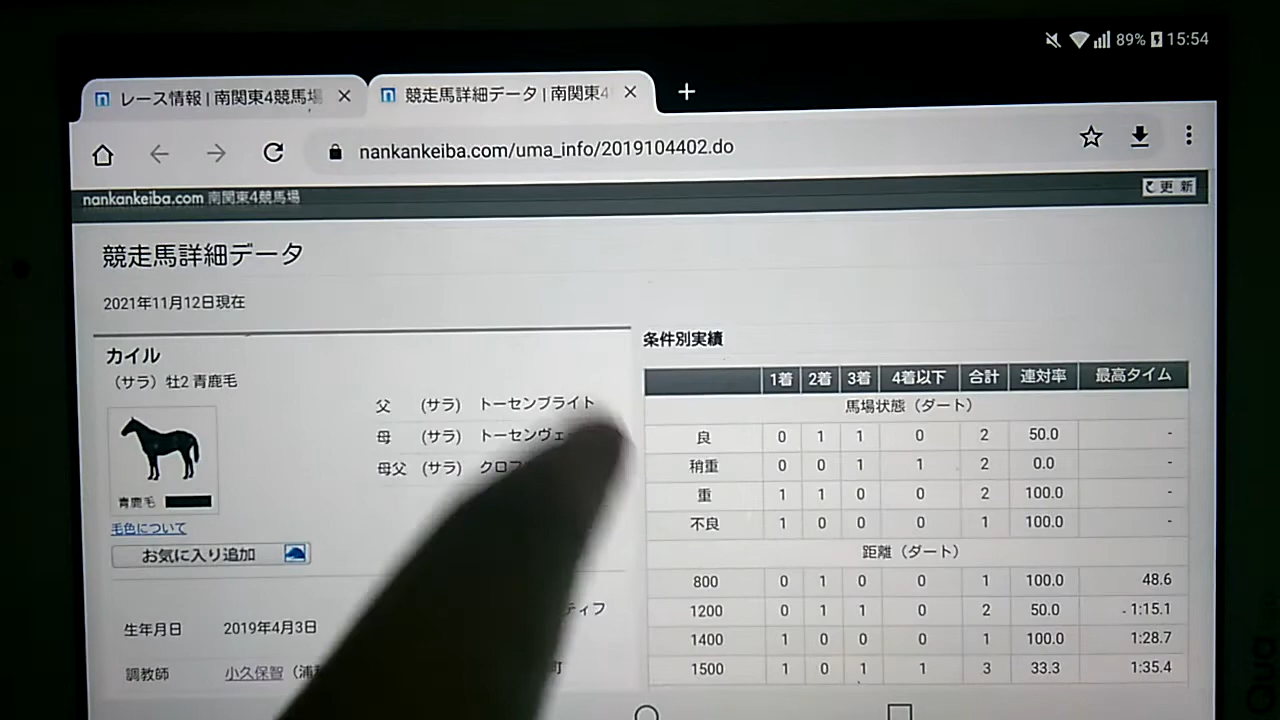 89% 15:54
レース情報 | 南関東4競馬場
競走馬詳細データ | 南関東4
nankankeiba.com/uma_info/2019104402.do
nankankeiba.com 南関東4競馬場
更新
競走馬詳細データ
2021年11月12日現在
カイル
（サラ）牡2 青鹿毛
父 （サラ） トーセンブライト
母 （サラ） トーセンヴェ
母父 （サラ） クロフ
青鹿毛
毛色について
お気に入り追加
ティフ
生年月日 2019年4月3日
調教師 小久保智（浦 町
条件別実績
1着 2着 3着 4着以下 合計 連対率 最高タイム
馬場状態（ダート）
良 0 1 1 0 2 50.0 -
稍重 0 0 1 1 2 0.0 -
重 1 1 0 0 2 100.0 -
不良 1 0 0 0 1 100.0 -
距離（ダート）
800 0 1 0 0 1 100.0 48.6
1200 0 1 1 0 2 50.0 1:15.1
1400 1 0 0 0 1 100.0 1:28.7
1500 1 0 1 1 3 33.3 1:35.4
Qua